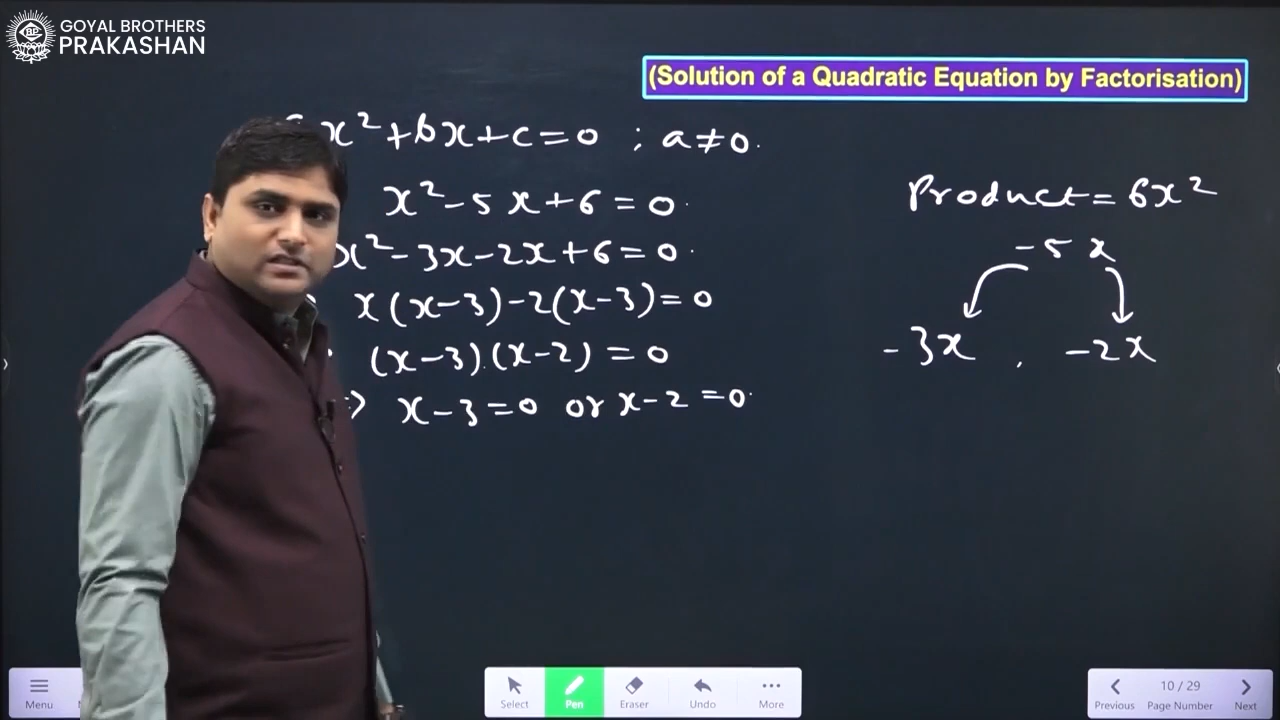 GOYAL BROTHERS
PRAKASHAN
(Solution of a Quadratic Equation by Factorisation)
x²+bx+c=0 ; a≠0.
x²-5x+6=0.
x²-3x-2x+6=0.
x(x-3)-2(x-3)=0
(x-3).(x-2)=0
⇒ x-3=0 or x-2=0.
Product=6x²
-5x
-3x , -2x
Menu
Select
Pen
Eraser
Undo
More
Previous
10 / 29
Page Number
Next